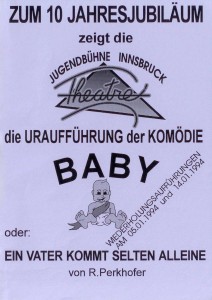 ZUM 10 JAHRESJUBILÄUM
zeigt die
JUGENDBÜHNE INNSBRUCK
Theatre
die URAUFFÜHRUNG der KOMÖDIE
BABY
WIEDERHOLUNGSAUFFÜHRUNGEN
AM 05.01.1994 und 14.01.1994
oder:
EIN VATER KOMMT SELTEN ALLEINE
von R.Perkhofer